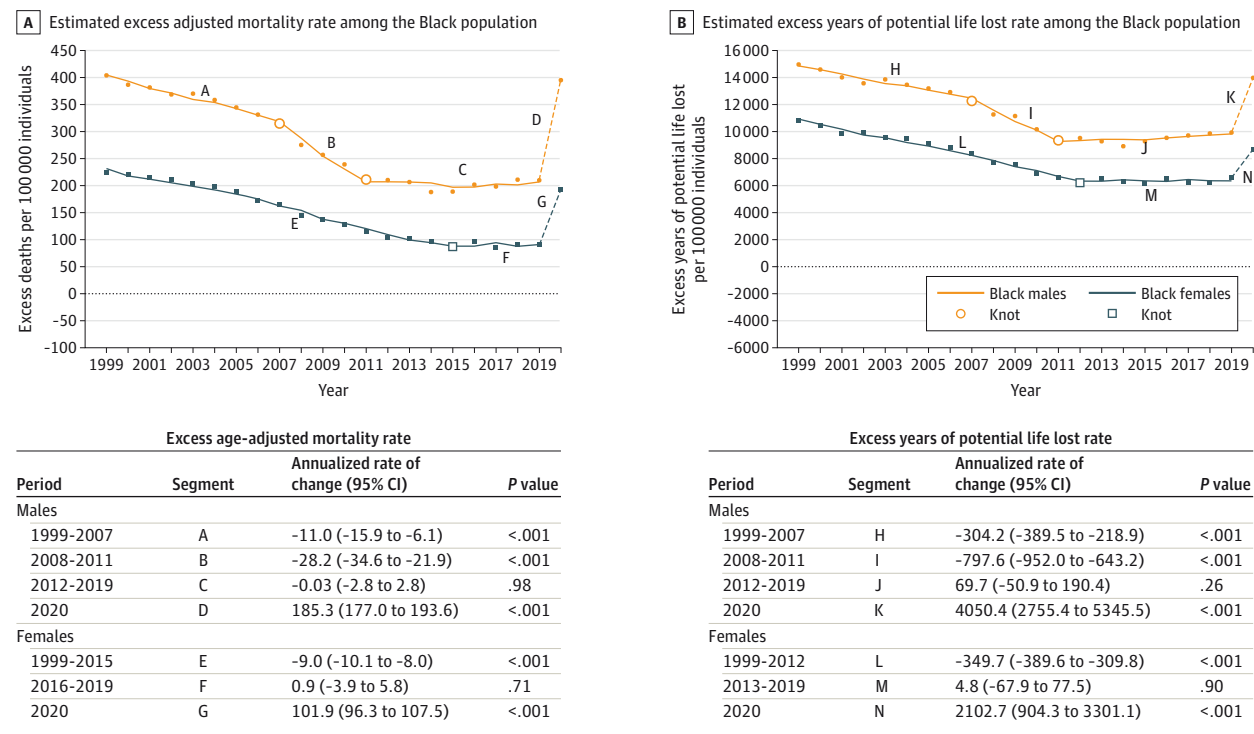 A Estimated excess adjusted mortality rate among the Black population
450
400
350
300
250
200
150
100
50
0
-50
-100
Excess deaths per 100 000 individuals
A
B
C
D
E
F
G
1999 2001 2003 2005 2007 2009 2011 2013 2015 2017 2019
Year
Excess age-adjusted mortality rate
Period Segment Annualized rate of change (95% CI) P value
Males
1999-2007 A -11.0 (-15.9 to -6.1) <.001
2008-2011 B -28.2 (-34.6 to -21.9) <.001
2012-2019 C -0.03 (-2.8 to 2.8) .98
2020 D 185.3 (177.0 to 193.6) <.001
Females
1999-2015 E -9.0 (-10.1 to -8.0) <.001
2016-2019 F 0.9 (-3.9 to 5.8) .71
2020 G 101.9 (96.3 to 107.5) <.001
B Estimated excess years of potential life lost rate among the Black population
16 000
14 000
12 000
10 000
8000
6000
4000
2000
0
-2000
-4000
-6000
Excess years of potential life lost
per 100 000 individuals
H
I
J
K
L
M
N
Black males Black females
Knot Knot
1999 2001 2003 2005 2007 2009 2011 2013 2015 2017 2019
Year
Excess years of potential life lost rate
Period Segment Annualized rate of change (95% CI) P value
Males
1999-2007 H -304.2 (-389.5 to -218.9) <.001
2008-2011 I -797.6 (-952.0 to -643.2) <.001
2012-2019 J 69.7 (-50.9 to 190.4) .26
2020 K 4050.4 (2755.4 to 5345.5) <.001
Females
1999-2012 L -349.7 (-389.6 to -309.8) <.001
2013-2019 M 4.8 (-67.9 to 77.5) .90
2020 N 2102.7 (904.3 to 3301.1) <.001